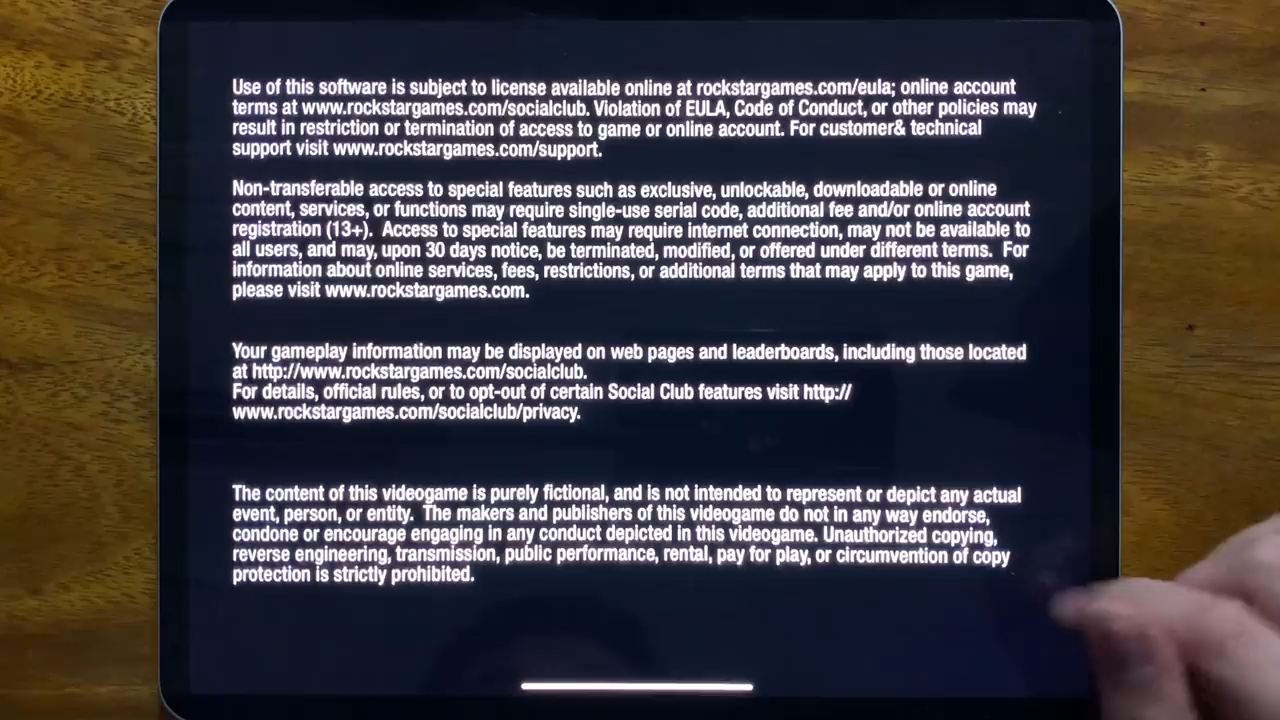 Use of this software is subject to license available online at rockstargames.com/eula; online account
terms at www.rockstargames.com/socialclub. Violation of EULA, Code of Conduct, or other policies may
result in restriction or termination of access to game or online account. For customer& technical
support visit www.rockstargames.com/support.
Non-transferable access to special features such as exclusive, unlockable, downloadable or online
content, services, or functions may require single-use serial code, additional fee and/or online account
registration (13+).  Access to special features may require internet connection, may not be available to
all users, and may, upon 30 days notice, be terminated, modified, or offered under different terms.  For
information about online services, fees, restrictions, or additional terms that may apply to this game,
please visit www.rockstargames.com.
Your gameplay information may be displayed on web pages and leaderboards, including those located
at http://www.rockstargames.com/socialclub.
For details, official rules, or to opt-out of certain Social Club features visit http://
www.rockstargames.com/socialclub/privacy.
The content of this videogame is purely fictional, and is not intended to represent or depict any actual
event, person, or entity.  The makers and publishers of this videogame do not in any way endorse,
condone or encourage engaging in any conduct depicted in this videogame. Unauthorized copying,
reverse engineering, transmission, public performance, rental, pay for play, or circumvention of copy
protection is strictly prohibited.